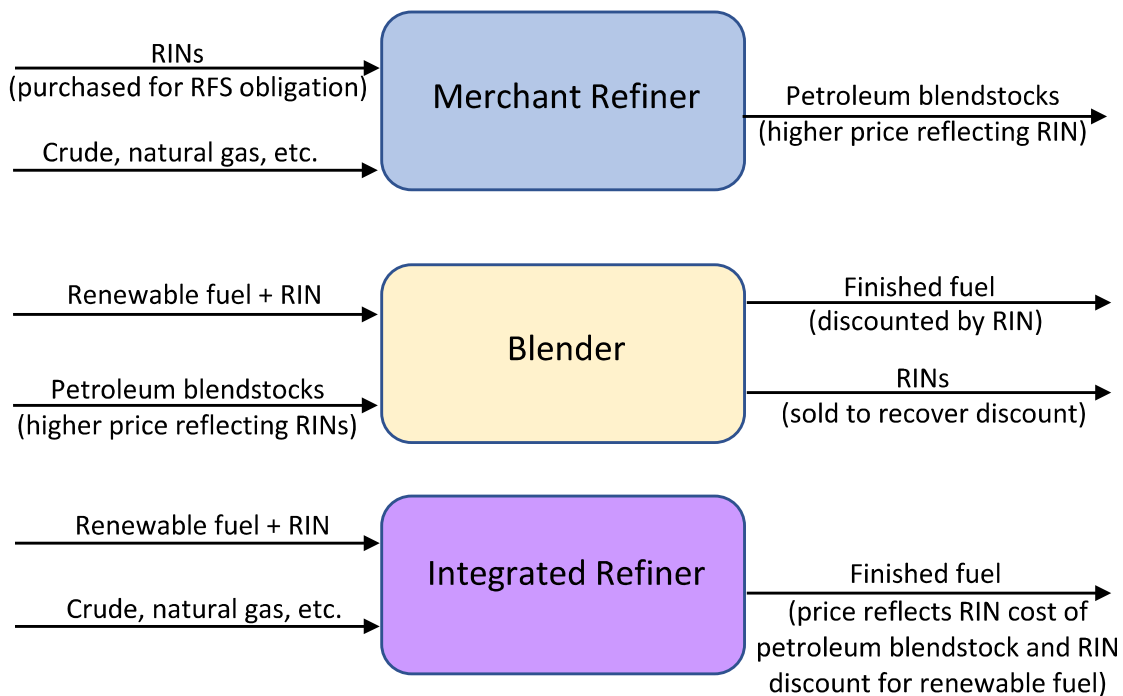 RINs
(purchased for RFS obligation)
Crude, natural gas, etc.
Merchant Refiner
Petroleum blendstocks
(higher price reflecting RIN)
Renewable fuel + RIN
Petroleum blendstocks
(higher price reflecting RINs)
Blender
Finished fuel
(discounted by RIN)
RINs
(sold to recover discount)
Renewable fuel + RIN
Crude, natural gas, etc.
Integrated Refiner
Finished fuel
(price reflects RIN cost of
petroleum blendstock and RIN
discount for renewable fuel)